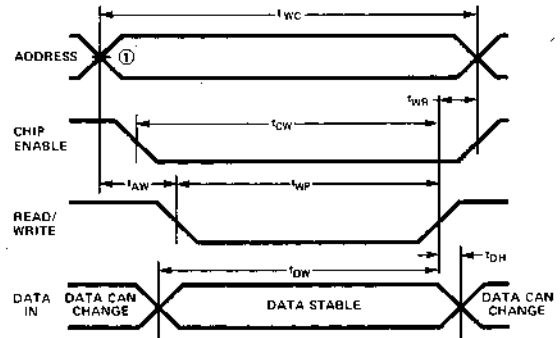 tWC
ADDRESS ①
tWR
CHIP ENABLE
tCW
tAW
tWP
READ/WRITE
tDW
tDH
DATA IN
DATA CAN CHANGE
DATA STABLE
DATA CAN CHANGE